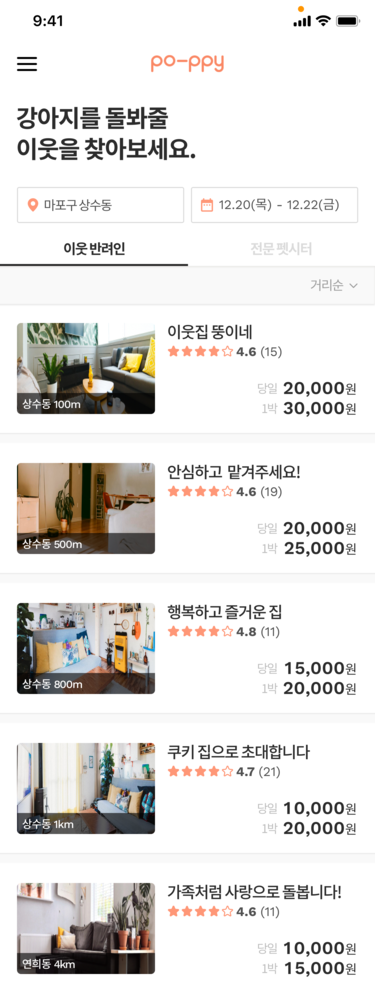 9:41
po-ppy
강아지를 돌봐줄
이웃을 찾아보세요.
마포구 상수동
12.20(목) - 12.22(금)
이웃 반려인
전문 펫시터
거리순
이웃집 뚱이네
4.6 (15)
당일 20,000원
1박 30,000원
상수동 100m
안심하고 맡겨주세요!
4.6 (19)
당일 20,000원
1박 25,000원
상수동 500m
행복하고 즐거운 집
4.8 (11)
당일 15,000원
1박 20,000원
상수동 800m
쿠키 집으로 초대합니다
4.7 (21)
당일 10,000원
1박 20,000원
상수동 1km
가족처럼 사랑으로 돌봅니다!
4.6 (11)
당일 10,000원
1박 15,000원
연희동 4km